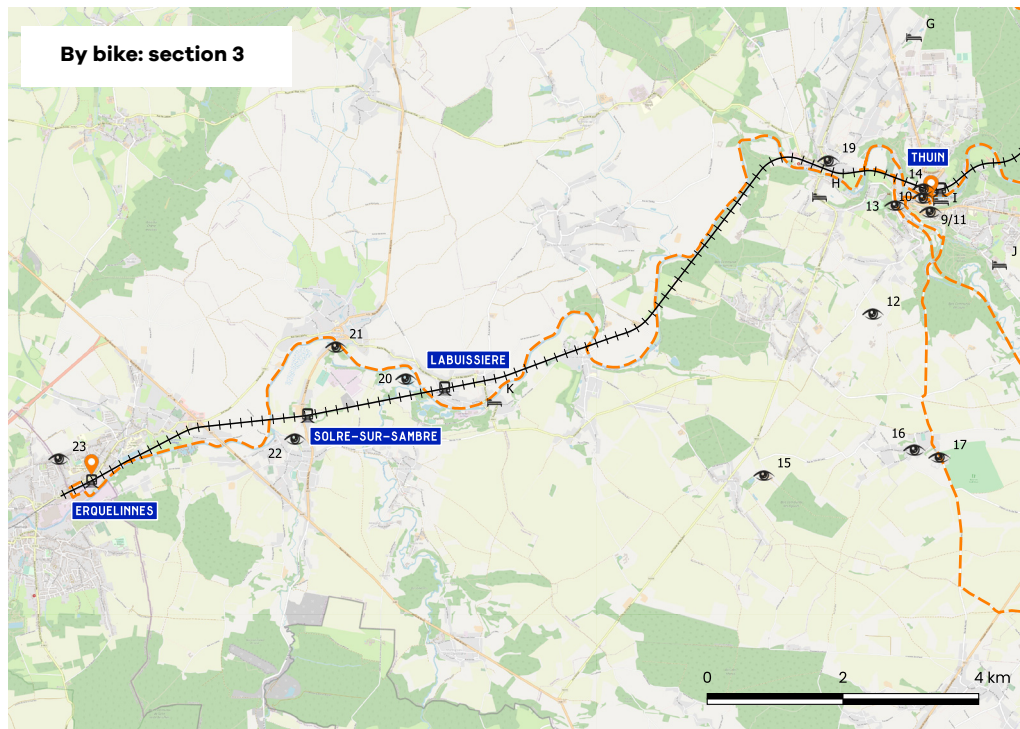 By bike: section 3
G
19
THUIN
14
H
10
I
13
9/11
J
12
21
LABUISSIERE
20
K
SOLRE-SUR-SAMBRE
22
23
16
17
15
ERQUELINNES
0 2 4 km